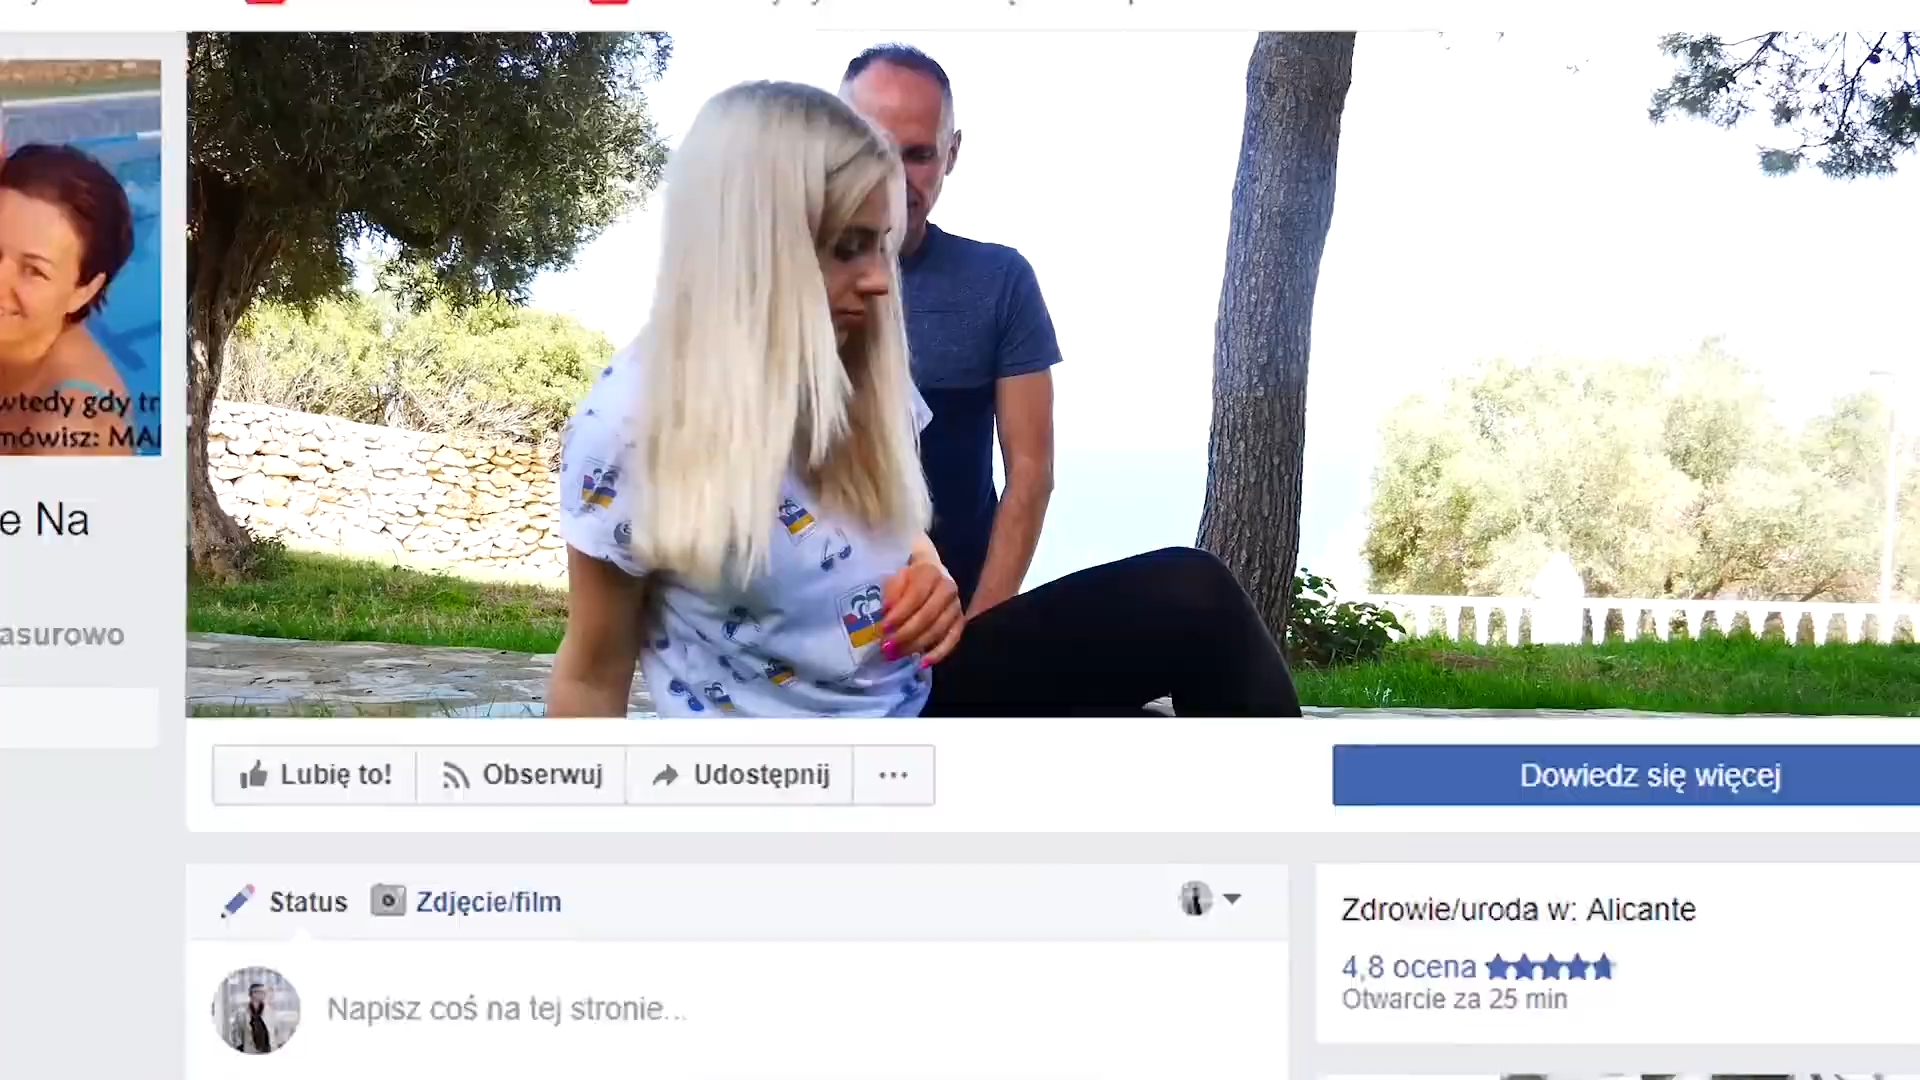 wtedy gdy tr
mówisz: MA
e Na
asurowo
Lubię to!
Obserwuj
Udostępnij
Dowiedz się więcej
Status
Zdjęcie/film
Napisz coś na tej stronie...
Zdrowie/uroda w: Alicante
4,8 ocena
Otwarcie za 25 min